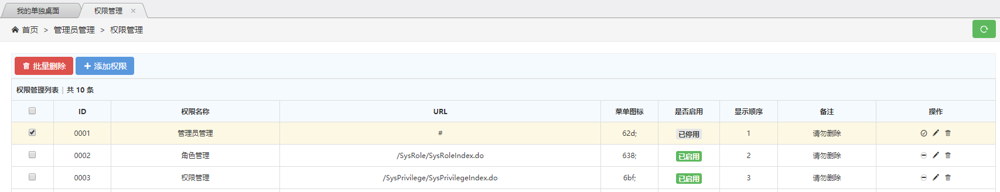 我的单独桌面 权限管理 ×
首页 > 管理员管理 > 权限管理
批量删除 添加权限
权限管理列表 | 共 10 条
ID 权限名称 URL 菜单图标 是否启用 显示顺序 备注 操作
0001 管理员管理 # 62d; 已停用 1 请勿删除
0002 角色管理 /SysRole/SysRoleIndex.do 638; 已启用 2 请勿删除
0003 权限管理 /SysPrivilege/SysPrivilegeIndex.do 6bf; 已启用 3 请勿删除